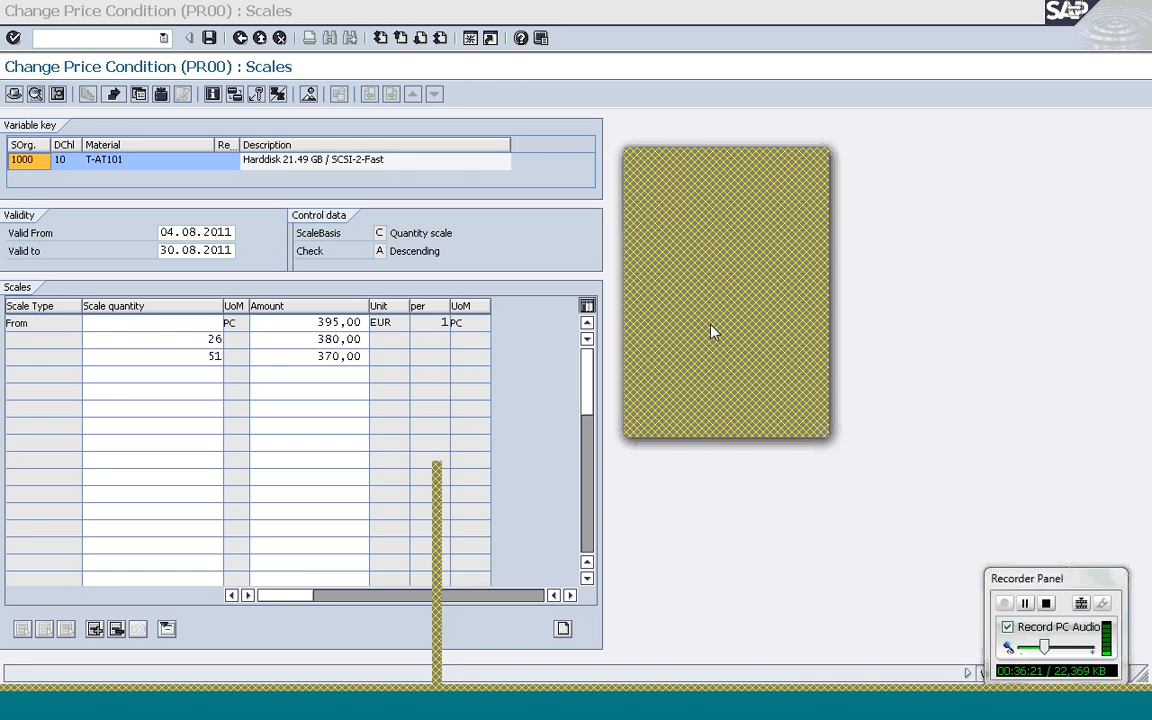 Change Price Condition (PR00) : Scales
SAP
Change Price Condition (PR00) : Scales
Variable key
SOrg. DChl Material Re... Description
1000 10 T-AT101 Harddisk 21.49 GB / SCSI-2-Fast
Validity
Valid From 04.08.2011
Valid to 30.08.2011
Control data
ScaleBasis C Quantity scale
Check A Descending
Scales
Scale Type Scale quantity UoM Amount Unit per UoM
From PC 395,00 EUR 1 PC
26 380,00
51 370,00
Recorder Panel
Record PC Audio
00:36:21 / 22,369 KB